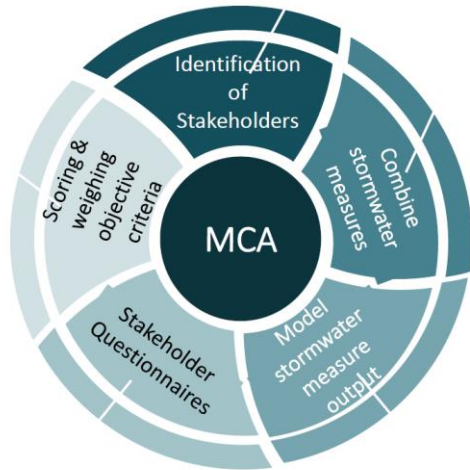 Identification
of
Stakeholders
Combine
stormwater
measures
Model
stormwater
measure
output
Stakeholder
Questionnaires
Scoring &
weighing
objective
criteria
MCA